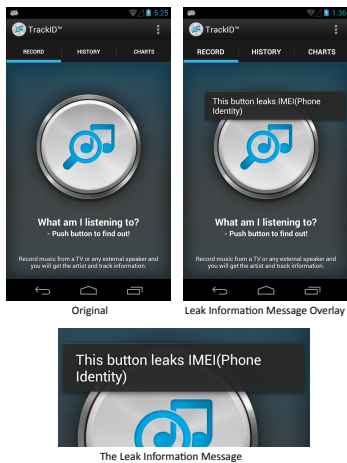 5:25
TrackID™
RECORD HISTORY CHARTS
What am I listening to?
- Push button to find out!
Record music from a TV or any external speaker and
you will get the artist and track information.
Original
1:36
TrackID™
RECORD HISTORY CHARTS
This button leaks IMEI(Phone
Identity)
What am I listening to?
- Push button to find out!
Record music from a TV or any external speaker and
you will get the artist and track information.
Leak Information Message Overlay
This button leaks IMEI(Phone
Identity)
The Leak Information Message